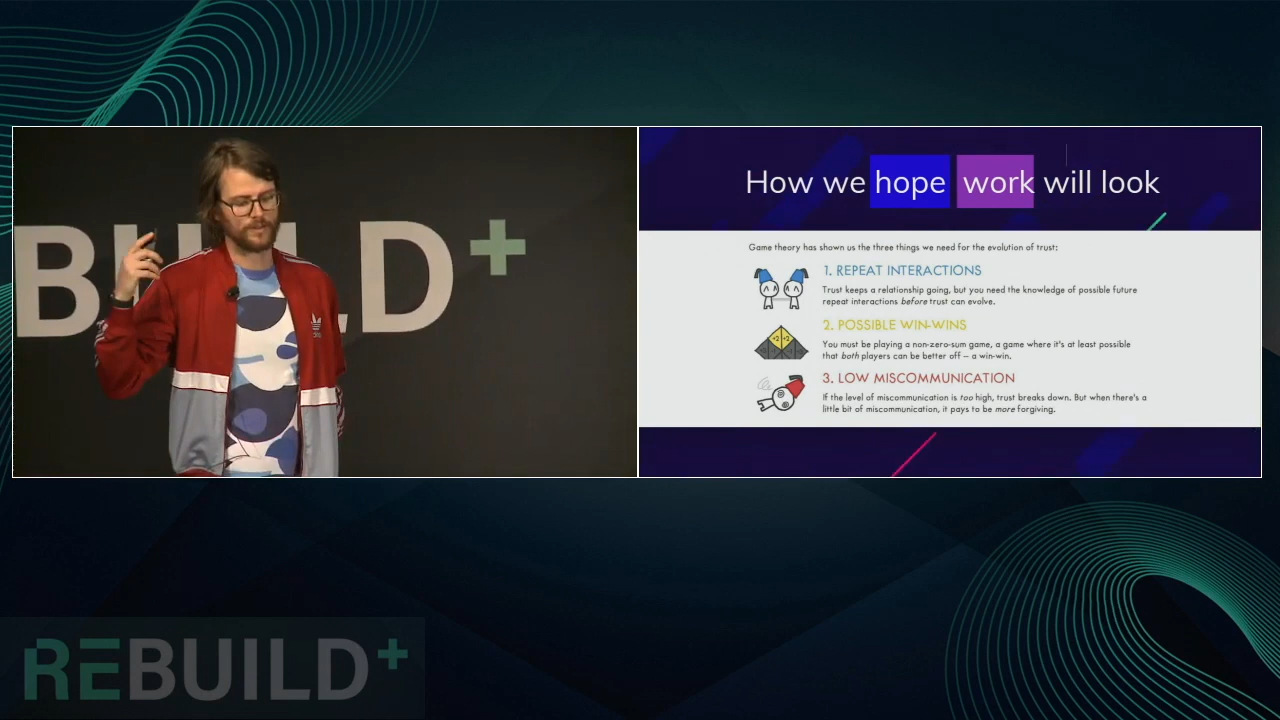 BUILD+
How we hope work will look
Game theory has shown us the three things we need for the evolution of trust:
1. REPEAT INTERACTIONS
Trust keeps a relationship going, but you need the knowledge of possible future
repeat interactions before trust can evolve.
2. POSSIBLE WIN-WINS
+2 +2
You must be playing a non-zero-sum game, a game where it's at least possible
that both players can be better off – a win-win.
3. LOW MISCOMMUNICATION
If the level of miscommunication is too high, trust breaks down. But when there's a
little bit of miscommunication, it pays to be more forgiving.
REBUILD+